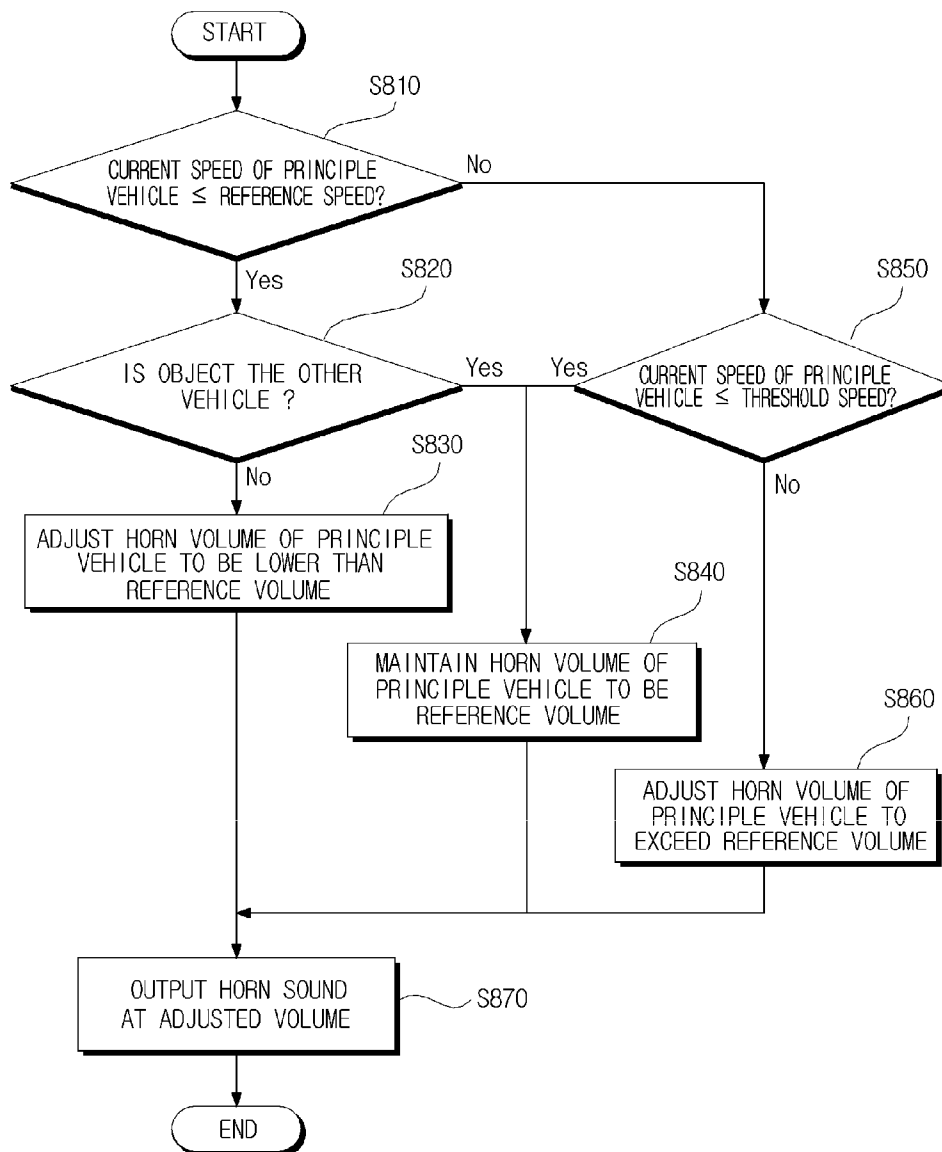 START
S810
CURRENT SPEED OF PRINCIPLE
VEHICLE ≤ REFERENCE SPEED?
No
Yes
S820
S850
IS OBJECT THE OTHER
VEHICLE ?
Yes
Yes
CURRENT SPEED OF PRINCIPLE
VEHICLE ≤ THRESHOLD SPEED?
No
S830
No
ADJUST HORN VOLUME OF PRINCIPLE
VEHICLE TO BE LOWER THAN
REFERENCE VOLUME
S840
MAINTAIN HORN VOLUME OF
PRINCIPLE VEHICLE TO BE
REFERENCE VOLUME
S860
ADJUST HORN VOLUME OF
PRINCIPLE VEHICLE TO
EXCEED REFERENCE VOLUME
OUTPUT HORN SOUND
AT ADJUSTED VOLUME
S870
END